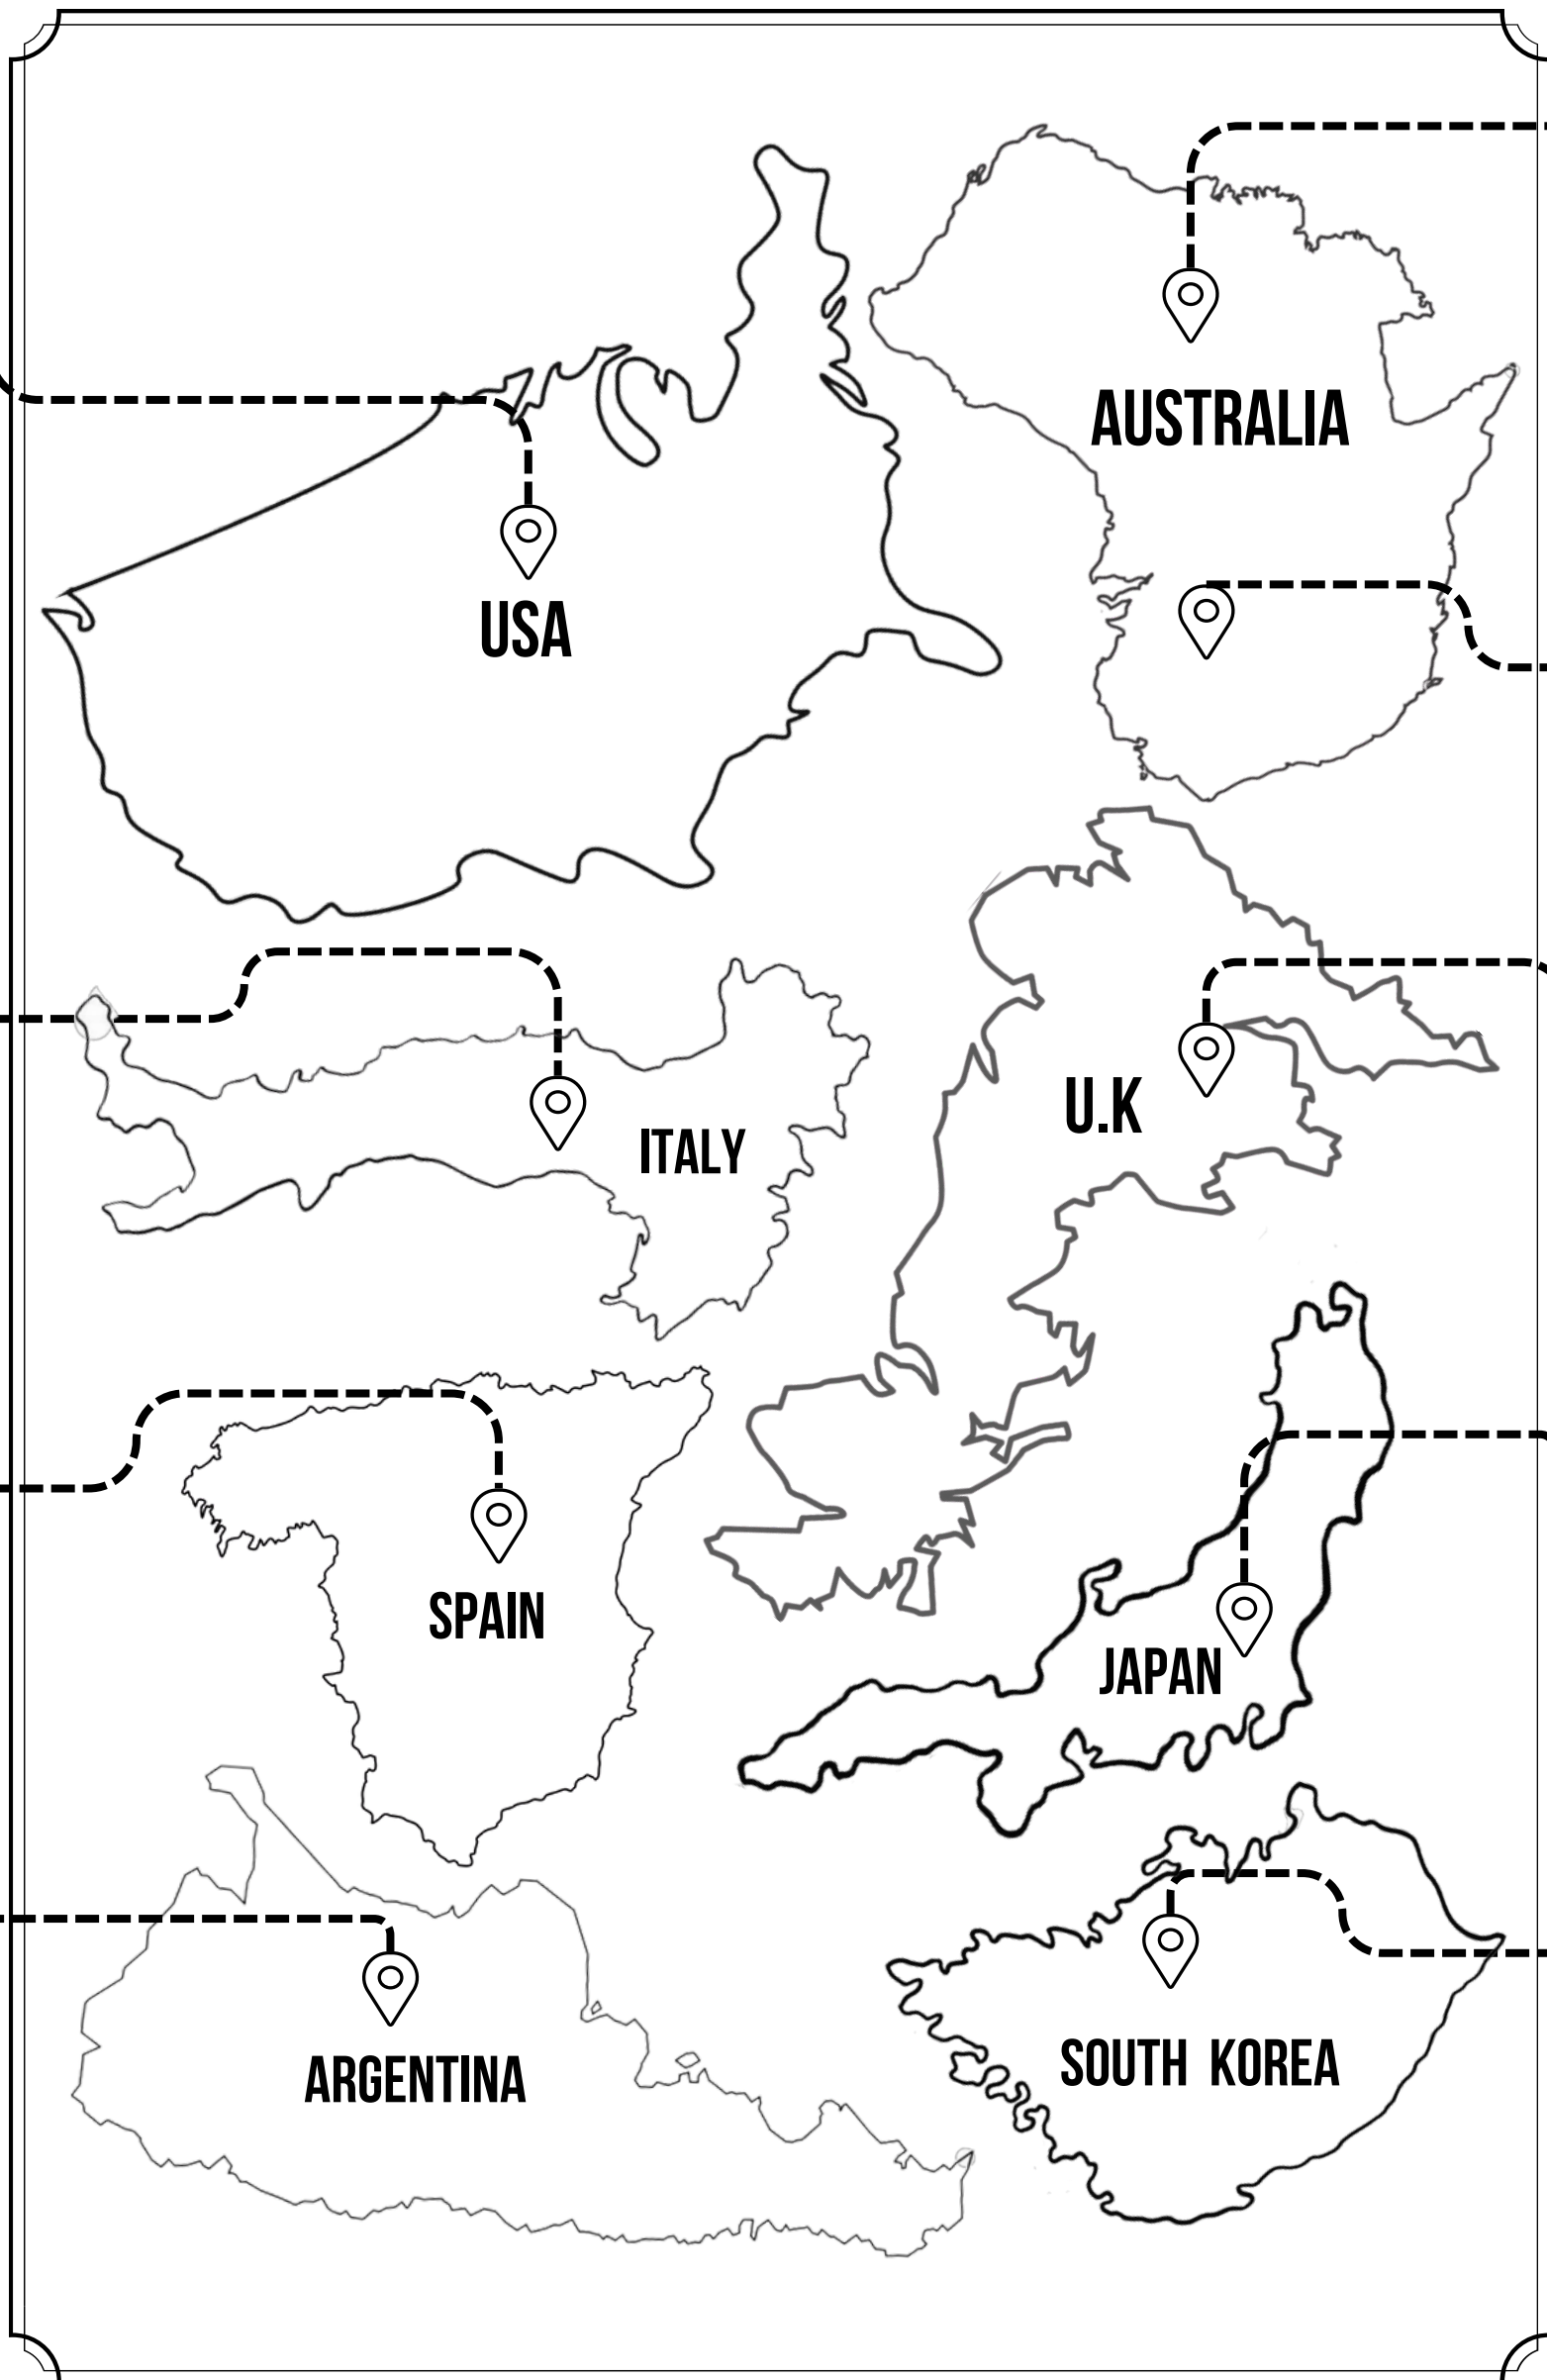 AUSTRALIA
USA
U.K
ITALY
SPAIN
JAPAN
SOUTH KOREA
ARGENTINA